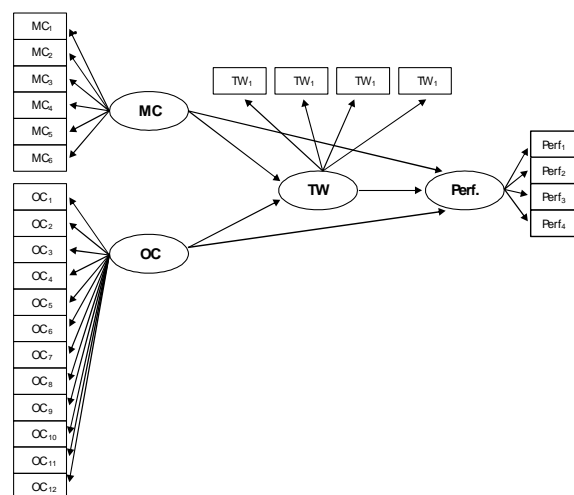 MC₁
MC₂
MC₃
MC₄
MC₅
MC₆
MC
TW₁ TW₁ TW₁ TW₁
TW
Perf.
Perf₁
Perf₂
Perf₃
Perf₄
OC₁
OC₂
OC₃
OC₄
OC₅
OC₆
OC₇
OC₈
OC₉
OC₁₀
OC₁₁
OC₁₂
OC